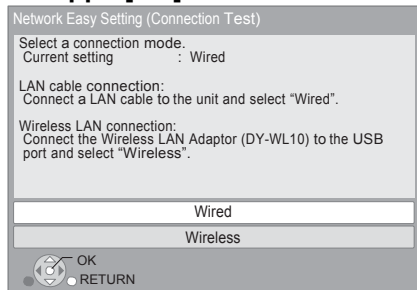 Network Easy Setting (Connection Test)
Select a connection mode.
Current setting : Wired
LAN cable connection:
Connect a LAN cable to the unit and select “Wired”.
Wireless LAN connection:
Connect the Wireless LAN Adaptor (DY-WL10) to the USB
port and select “Wireless”.
Wired
Wireless
OK
RETURN